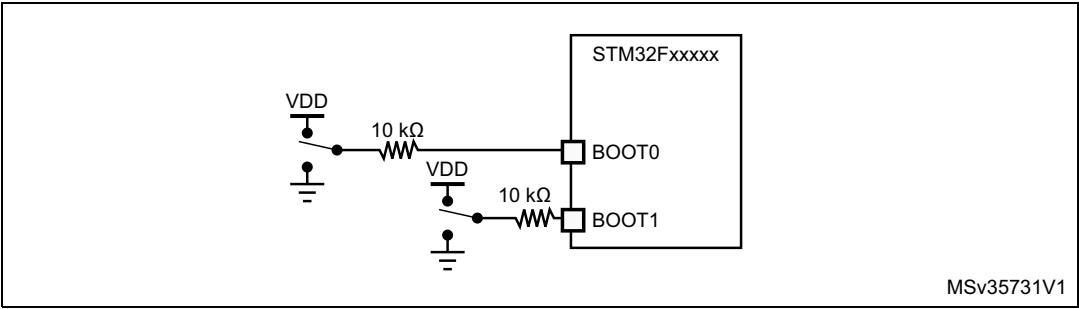 STM32Fxxxxx
VDD
10 kΩ
BOOT0
VDD
10 kΩ
BOOT1
MSv35731V1